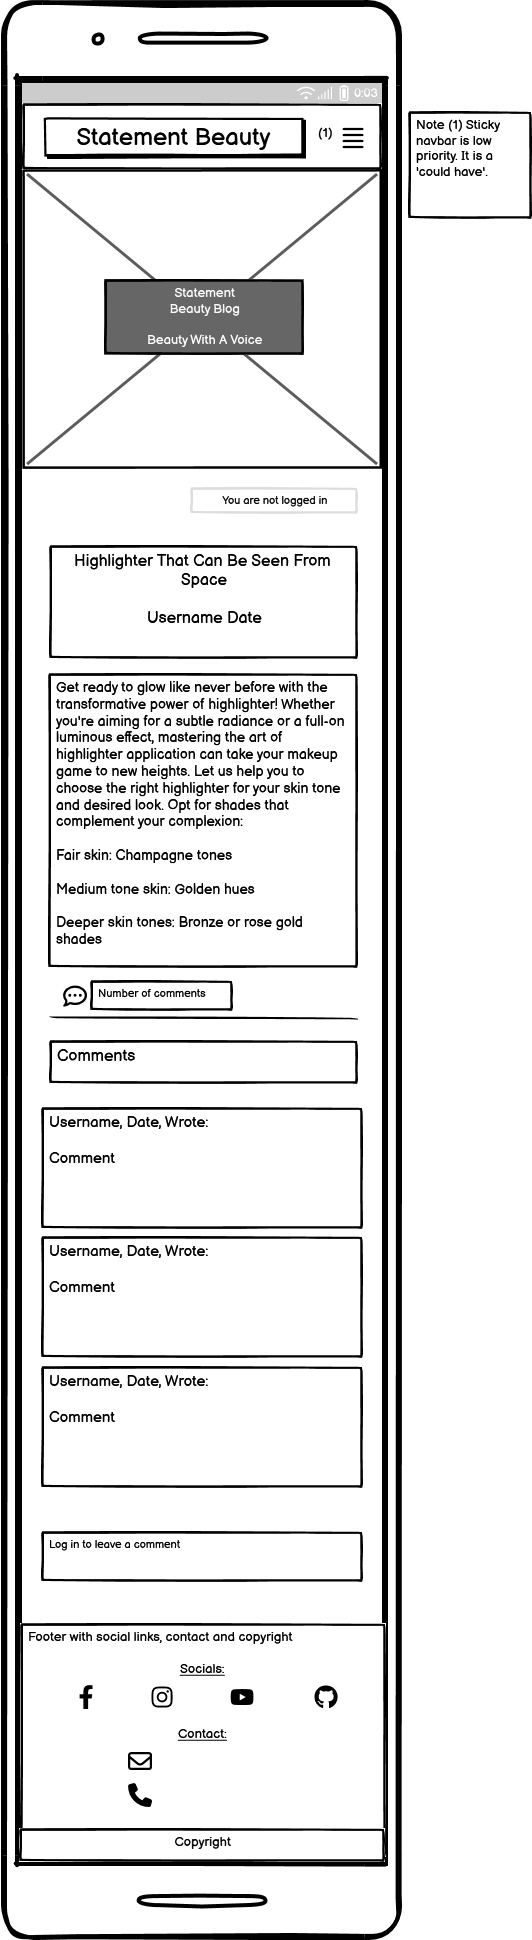 0:03
Statement Beauty
(1)
Note (1) Sticky
navbar is low
priority. It is a
'could have'.
Statement
Beauty Blog
Beauty With A Voice
You are not logged in
Highlighter That Can Be Seen From
Space
Username Date
Get ready to glow like never before with the
transformative power of highlighter! Whether
you're aiming for a subtle radiance or a full-on
luminous effect, mastering the art of
highlighter application can take your makeup
game to new heights. Let us help you to
choose the right highlighter for your skin tone
and desired look. Opt for shades that
complement your complexion:
Fair skin: Champagne tones
Medium tone skin: Golden hues
Deeper skin tones: Bronze or rose gold
shades
Number of comments
Comments
Username, Date, Wrote:
Comment
Username, Date, Wrote:
Comment
Username, Date, Wrote:
Comment
Log in to leave a comment
Footer with social links, contact and copyright
Socials:
Contact:
Copyright